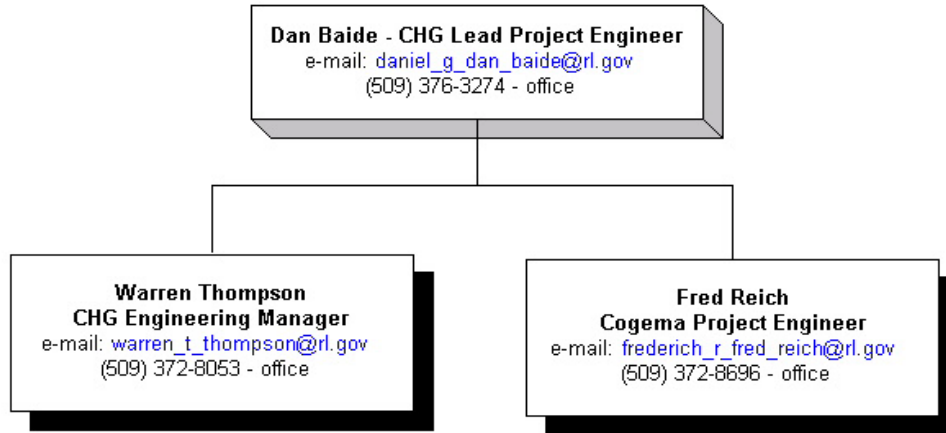 Dan Baide - CHG Lead Project Engineer
e-mail: daniel_g_dan_baide@rl.gov
(509) 376-3274 - office
Warren Thompson
CHG Engineering Manager
e-mail: warren_t_thompson@rl.gov
(509) 372-8053 - office
Fred Reich
Cogema Project Engineer
e-mail: frederich_r_fred_reich@rl.gov
(509) 372-8696 - office